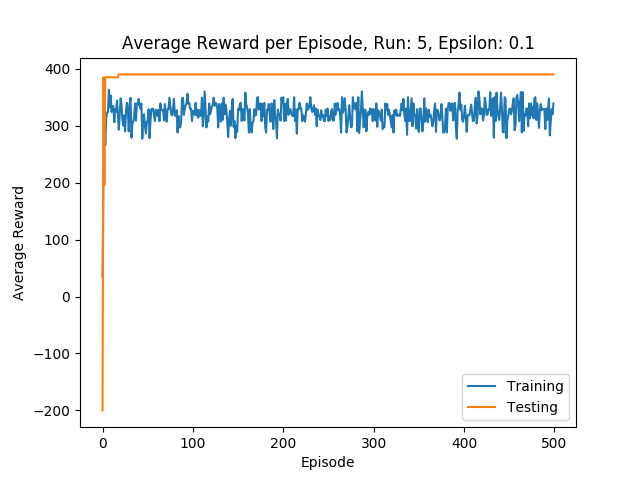 Average Reward per Episode, Run: 5, Epsilon: 0.1
Average Reward
400
300
200
100
0
−100
−200
0 100 200 300 400 500
Episode
Training
Testing